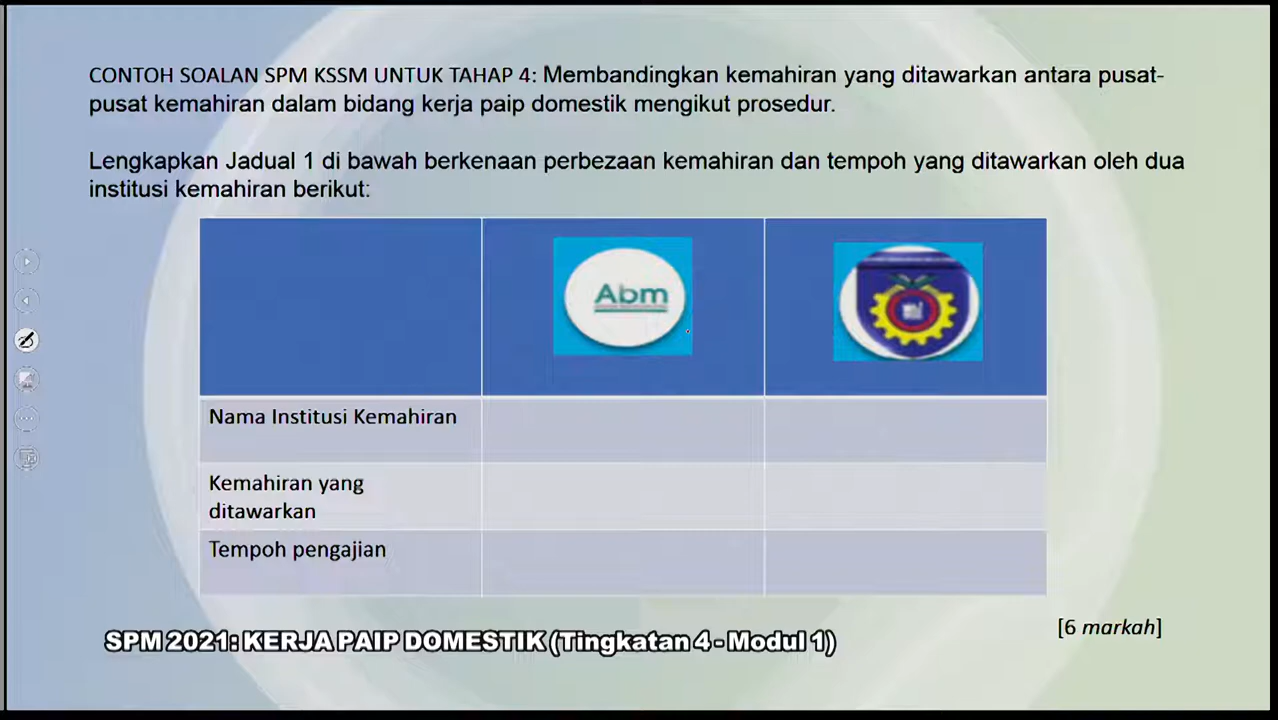 CONTOH SOALAN SPM KSSM UNTUK TAHAP 4: Membandingkan kemahiran yang ditawarkan antara pusat-
pusat kemahiran dalam bidang kerja paip domestik mengikut prosedur.
Lengkapkan Jadual 1 di bawah berkenaan perbezaan kemahiran dan tempoh yang ditawarkan oleh dua
institusi kemahiran berikut:
Abm
Nama Institusi Kemahiran
Kemahiran yang
ditawarkan
Tempoh pengajian
[6 markah]
SPM 2021: KERJA PAIP DOMESTIK (Tingkatan 4 - Modul 1)